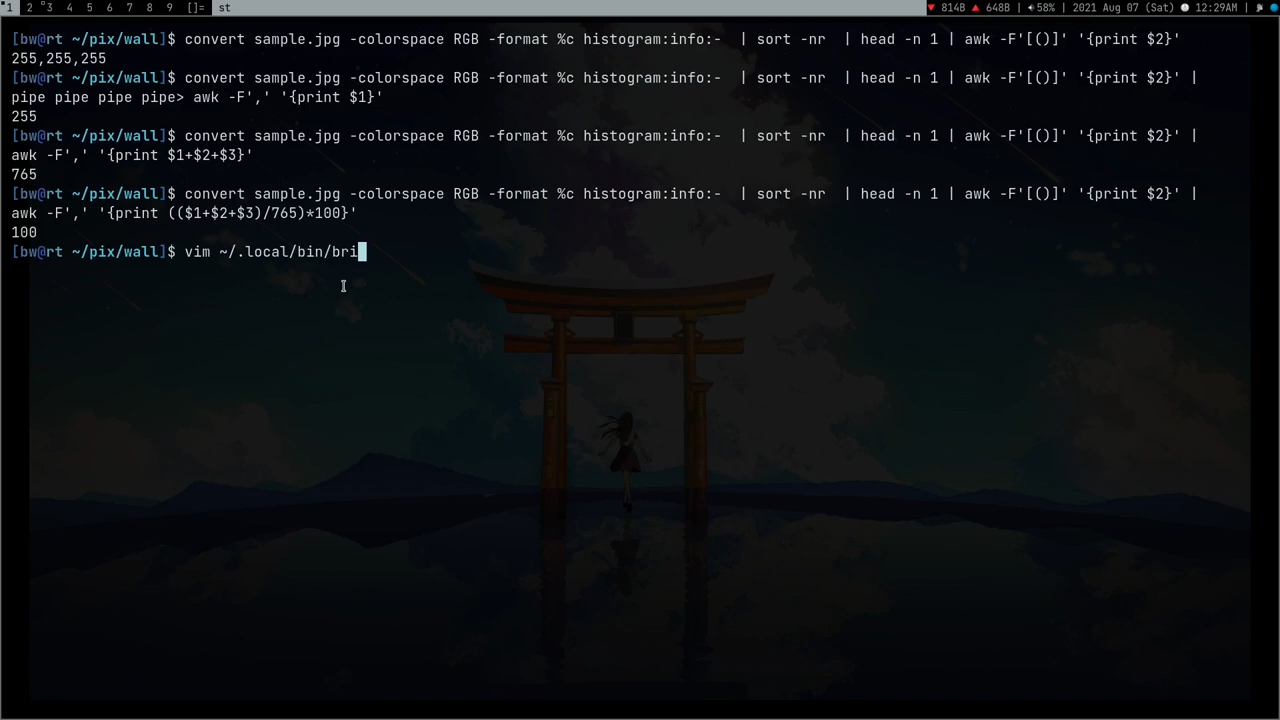 1 2 3 4 5 6 7 8 9 []= st 814B 648B | 58% | 2021 Aug 07 (Sat) 12:29AM |
[bw@rt ~/pix/wall]$ convert sample.jpg -colorspace RGB -format %c histogram:info:-  | sort -nr  | head -n 1 | awk -F'[()]' '{print $2}'
255,255,255
[bw@rt ~/pix/wall]$ convert sample.jpg -colorspace RGB -format %c histogram:info:-  | sort -nr  | head -n 1 | awk -F'[()]' '{print $2}' |
pipe pipe pipe pipe> awk -F',' '{print $1}'
255
[bw@rt ~/pix/wall]$ convert sample.jpg -colorspace RGB -format %c histogram:info:-  | sort -nr  | head -n 1 | awk -F'[()]' '{print $2}' |
awk -F',' '{print $1+$2+$3}'
765
[bw@rt ~/pix/wall]$ convert sample.jpg -colorspace RGB -format %c histogram:info:-  | sort -nr  | head -n 1 | awk -F'[()]' '{print $2}' |
awk -F',' '{print (($1+$2+$3)/765)*100}'
100
[bw@rt ~/pix/wall]$ vim ~/.local/bin/bri